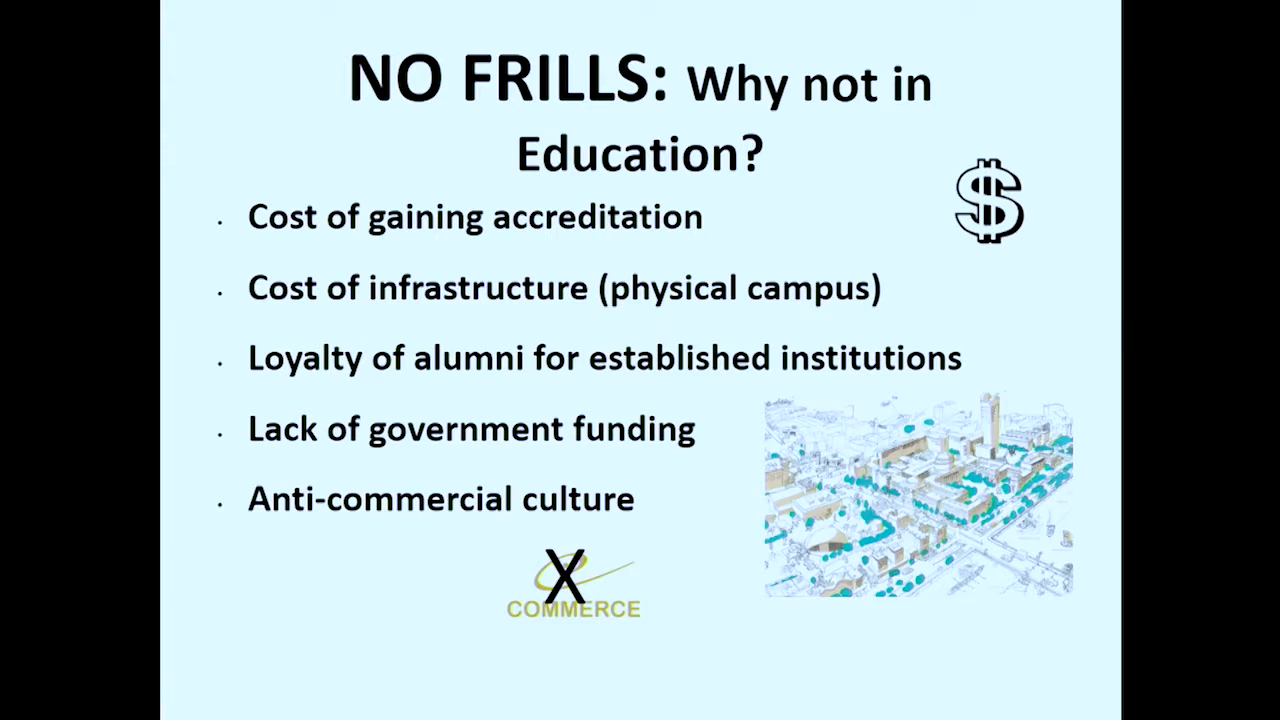 NO FRILLS: Why not in
Education?
$
· Cost of gaining accreditation
· Cost of infrastructure (physical campus)
· Loyalty of alumni for established institutions
· Lack of government funding
· Anti-commercial culture
X
e
COMMERCE